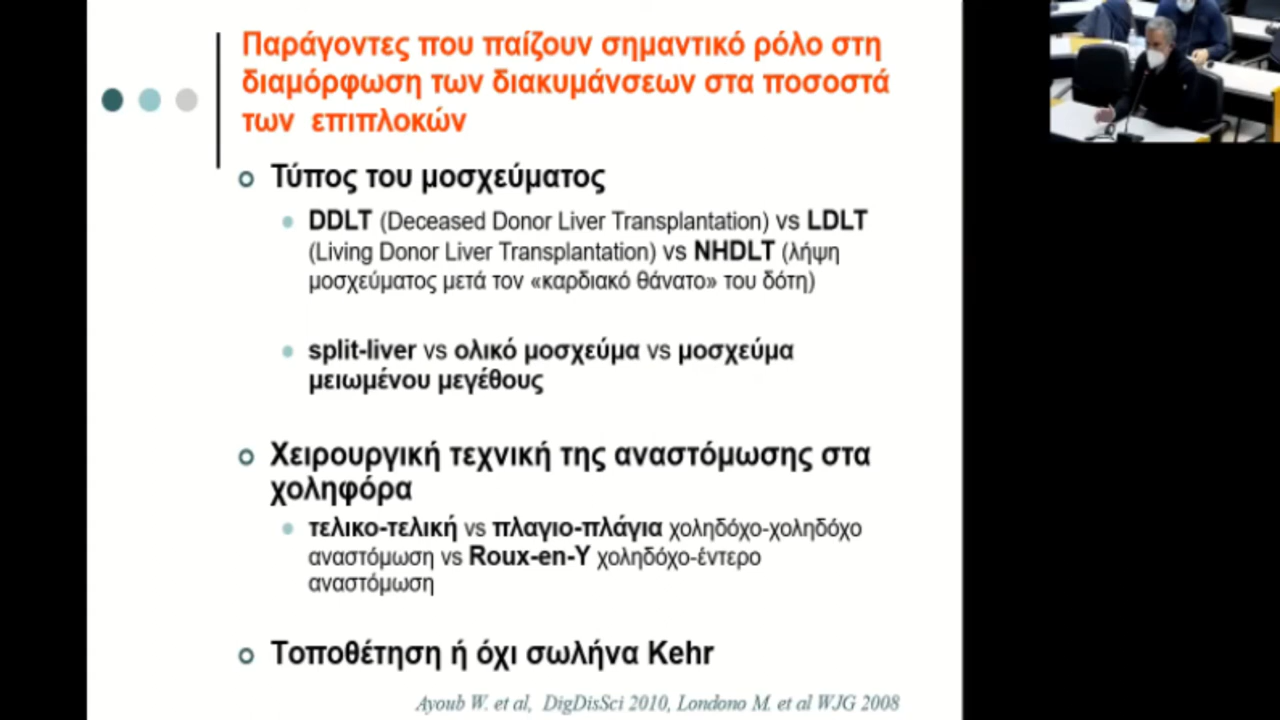 Παράγοντες που παίζουν σημαντικό ρόλο στη
διαμόρφωση των διακυμάνσεων στα ποσοστά
των επιπλοκών
Τύπος του μοσχεύματος
DDLT (Deceased Donor Liver Transplantation) vs LDLT
(Living Donor Liver Transplantation) vs NHDLT (λήψη
μοσχεύματος μετά τον «καρδιακό θάνατο» του δότη)
split-liver vs ολικό μοσχεύμα vs μοσχεύμα
μειωμένου μεγέθους
Χειρουργική τεχνική της αναστόμωσης στα
χοληφόρα
τελικο-τελική vs πλαγιο-πλάγια χοληδόχο-χοληδόχο
αναστόμωση vs Roux-en-Y χοληδόχο-έντερο
αναστόμωση
Τοποθέτηση ή όχι σωλήνα Kehr
Ayoub W. et al, DigDisSci 2010, Londono M. et al WJG 2008